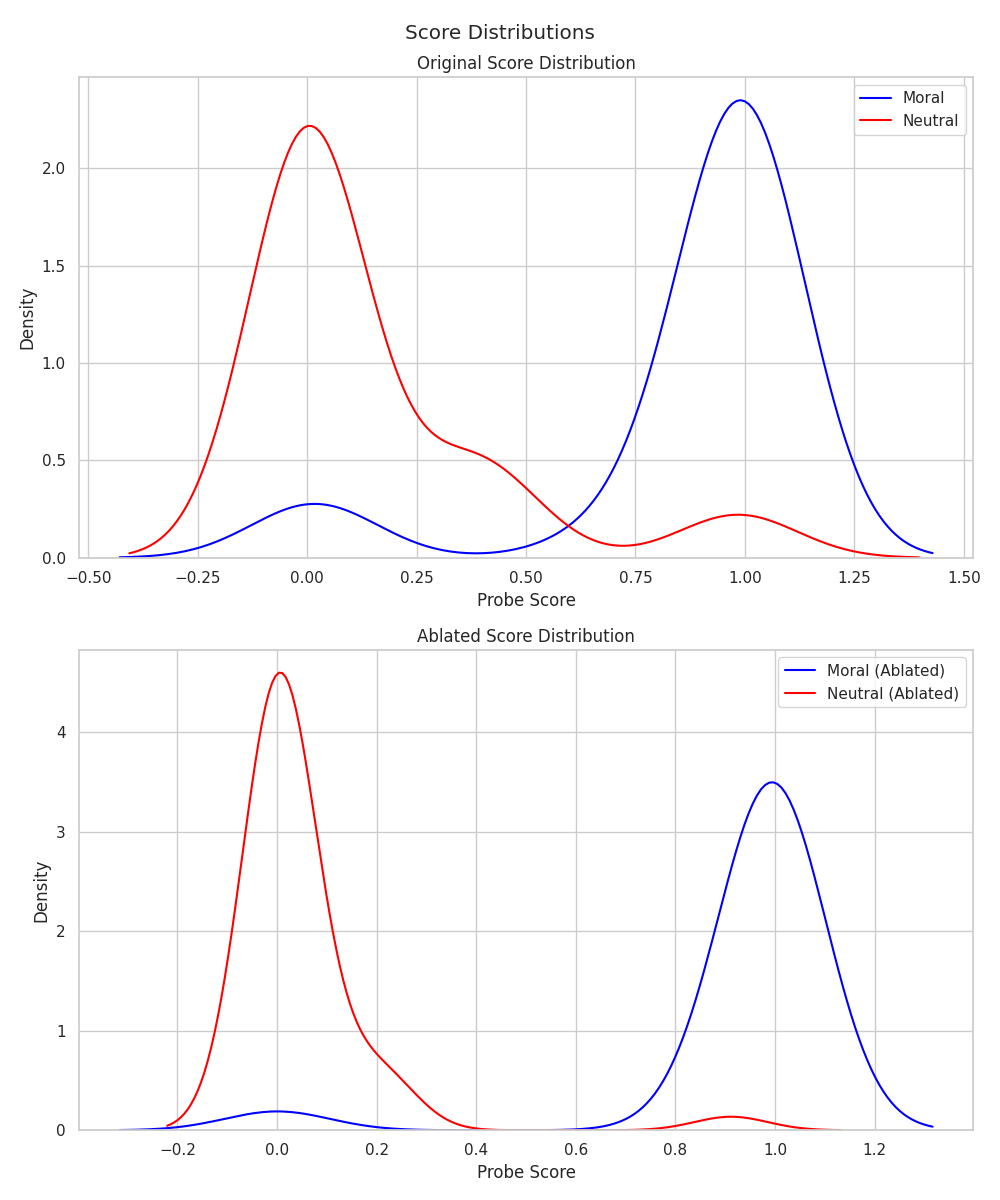 Score Distributions
Original Score Distribution
Moral
Neutral
Density
2.0
1.5
1.0
0.5
0.0
−0.50 −0.25 0.00 0.25 0.50 0.75 1.00 1.25 1.50
Probe Score
Ablated Score Distribution
Moral (Ablated)
Neutral (Ablated)
Density
4
3
2
1
0
−0.2 0.0 0.2 0.4 0.6 0.8 1.0 1.2
Probe Score